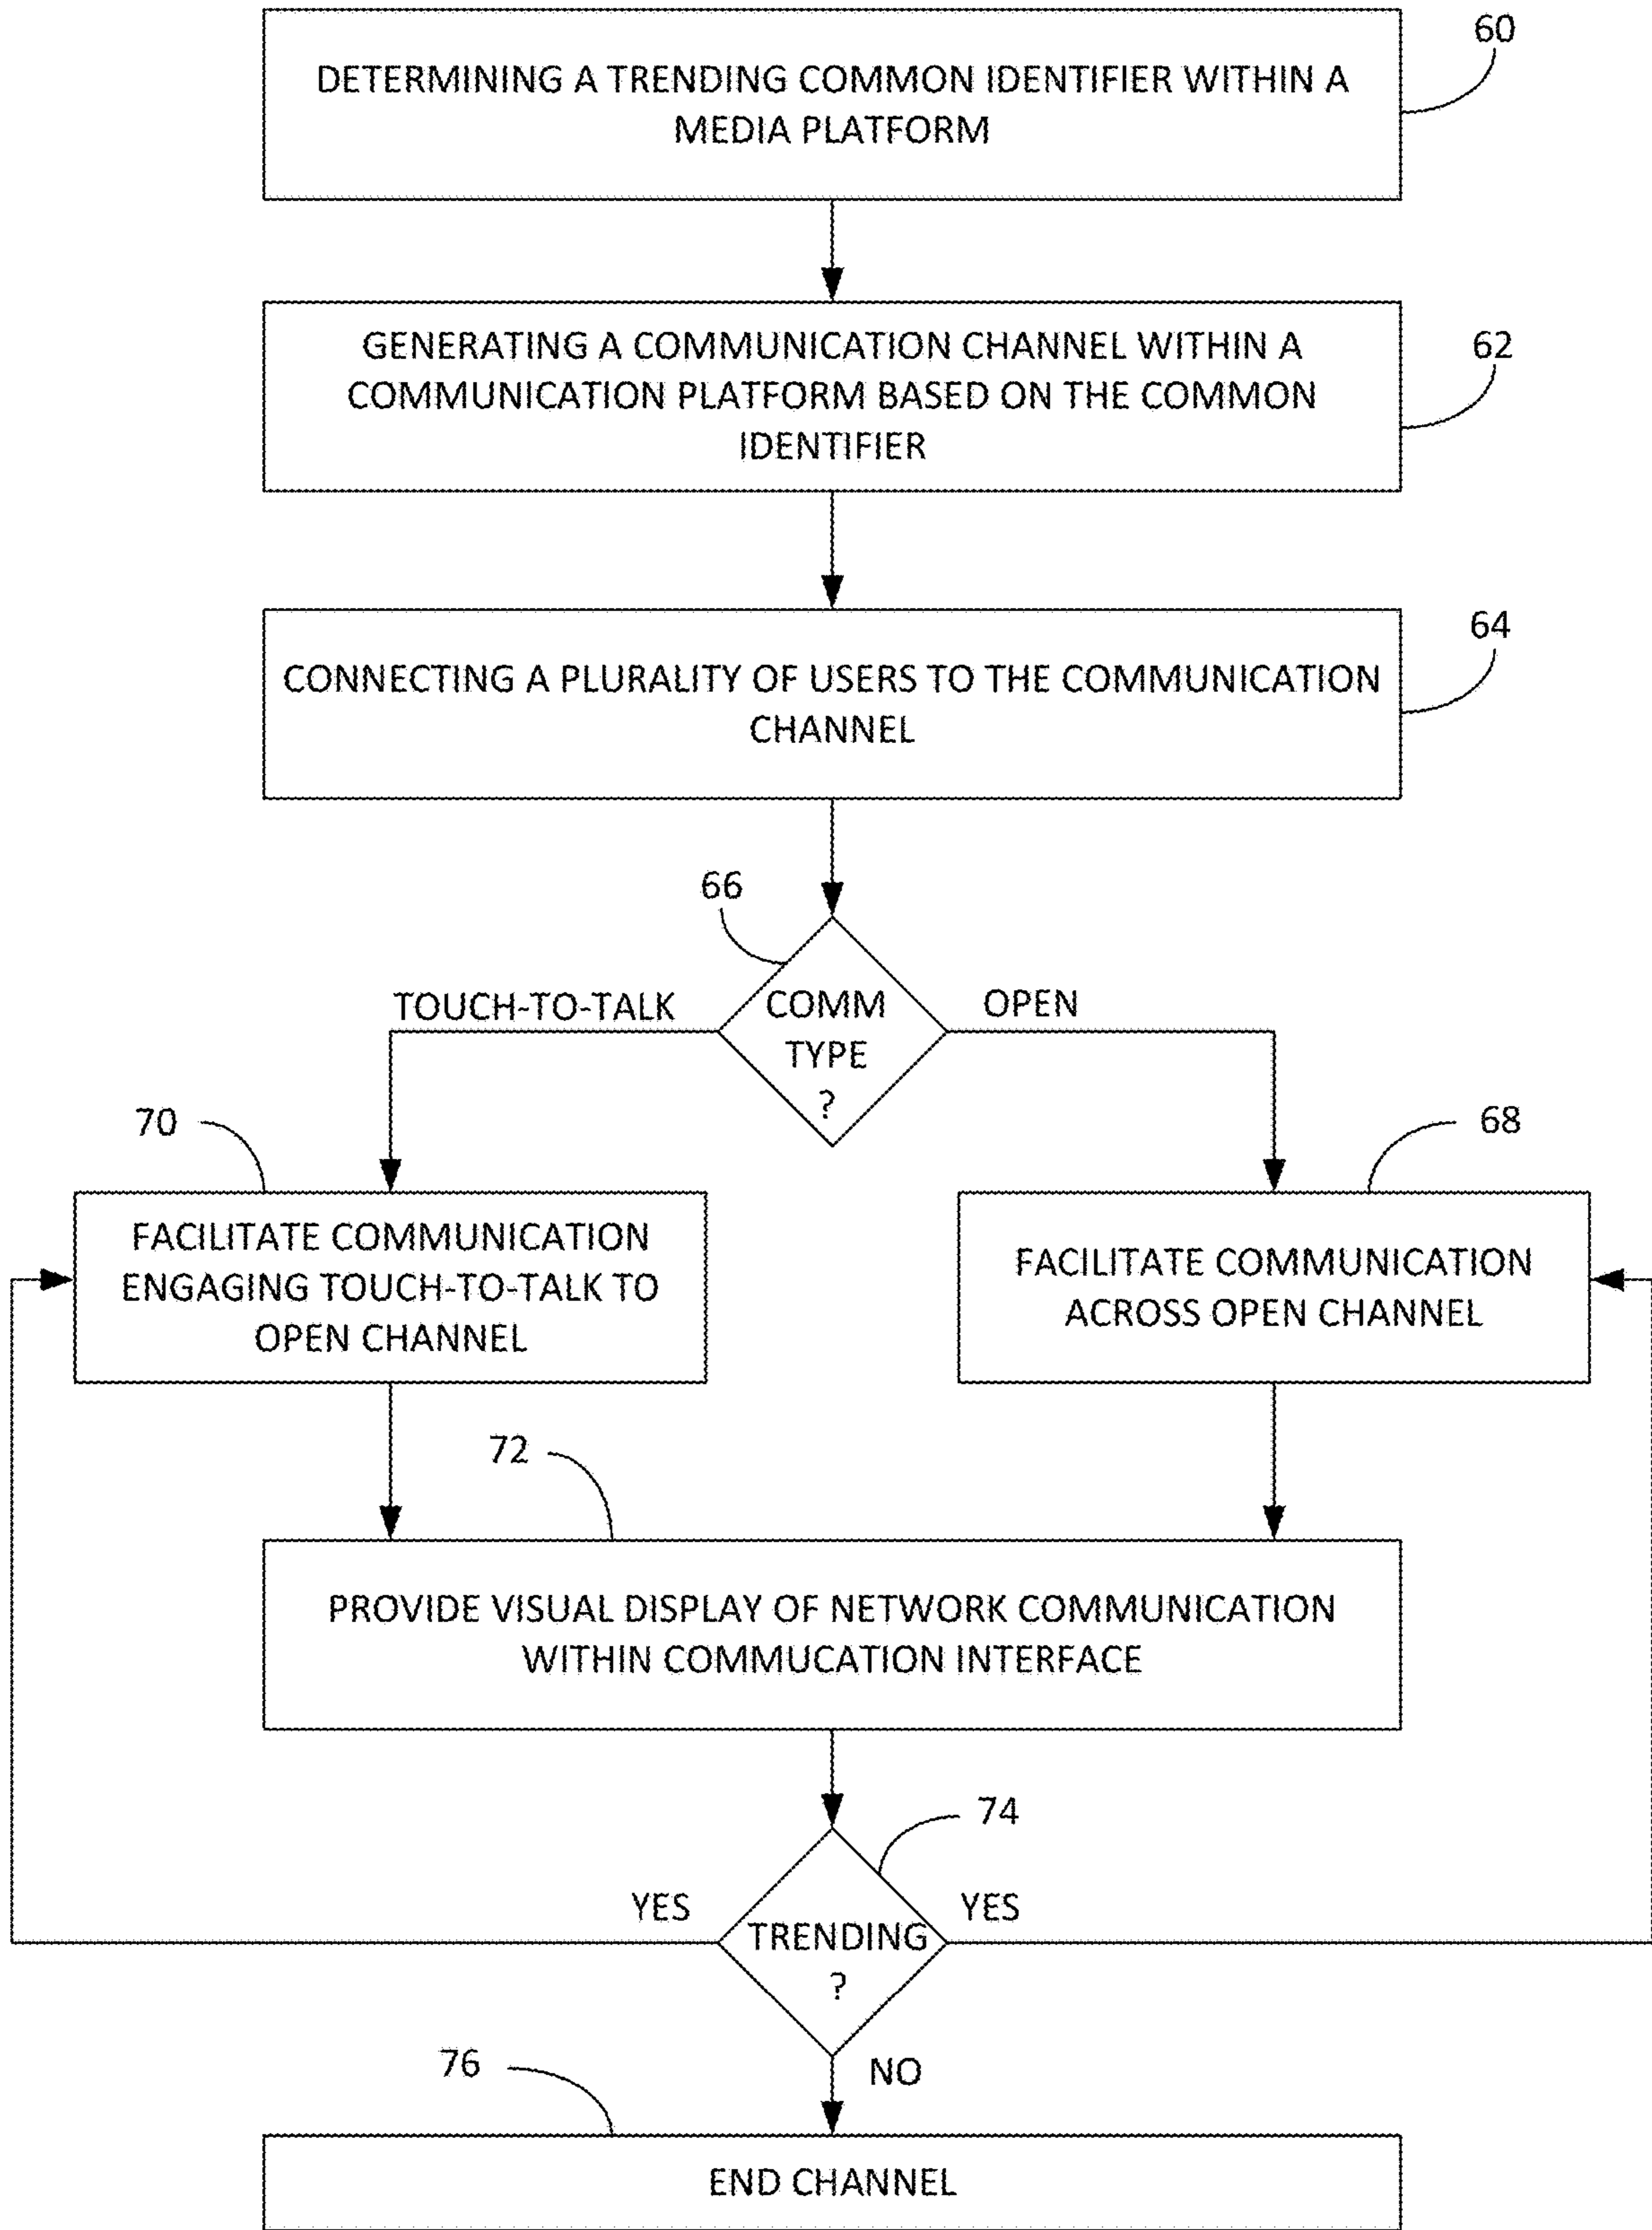 60
DETERMINING A TRENDING COMMON IDENTIFIER WITHIN A
MEDIA PLATFORM
62
GENERATING A COMMUNICATION CHANNEL WITHIN A
COMMUNICATION PLATFORM BASED ON THE COMMON
IDENTIFIER
64
CONNECTING A PLURALITY OF USERS TO THE COMMUNICATION
CHANNEL
66
TOUCH-TO-TALK
COMM
TYPE
?
OPEN
70
68
FACILITATE COMMUNICATION
ENGAGING TOUCH-TO-TALK TO
OPEN CHANNEL
FACILITATE COMMUNICATION
ACROSS OPEN CHANNEL
72
PROVIDE VISUAL DISPLAY OF NETWORK COMMUNICATION
WITHIN COMMUCATION INTERFACE
74
YES
YES
TRENDING
?
76
NO
END CHANNEL